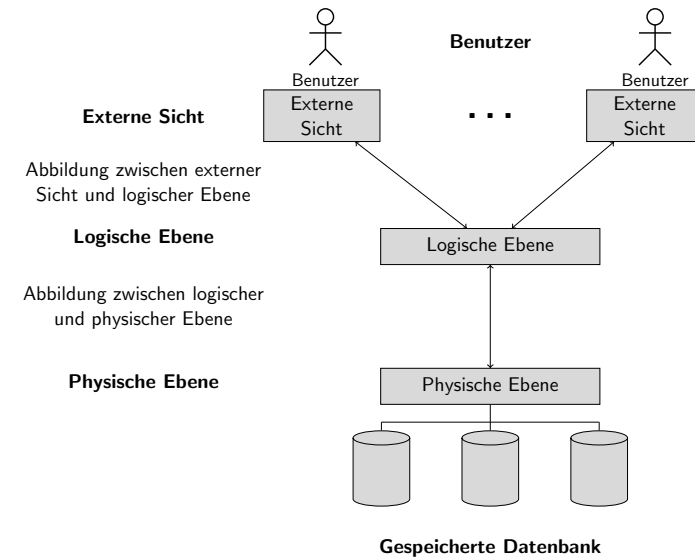 Benutzer
Benutzer
Benutzer
Externe Sicht
Externe
Sicht
. . .
Externe
Sicht
Abbildung zwischen externer
Sicht und logischer Ebene
Logische Ebene
Logische Ebene
Abbildung zwischen logischer
und physischer Ebene
Physische Ebene
Physische Ebene
Gespeicherte Datenbank